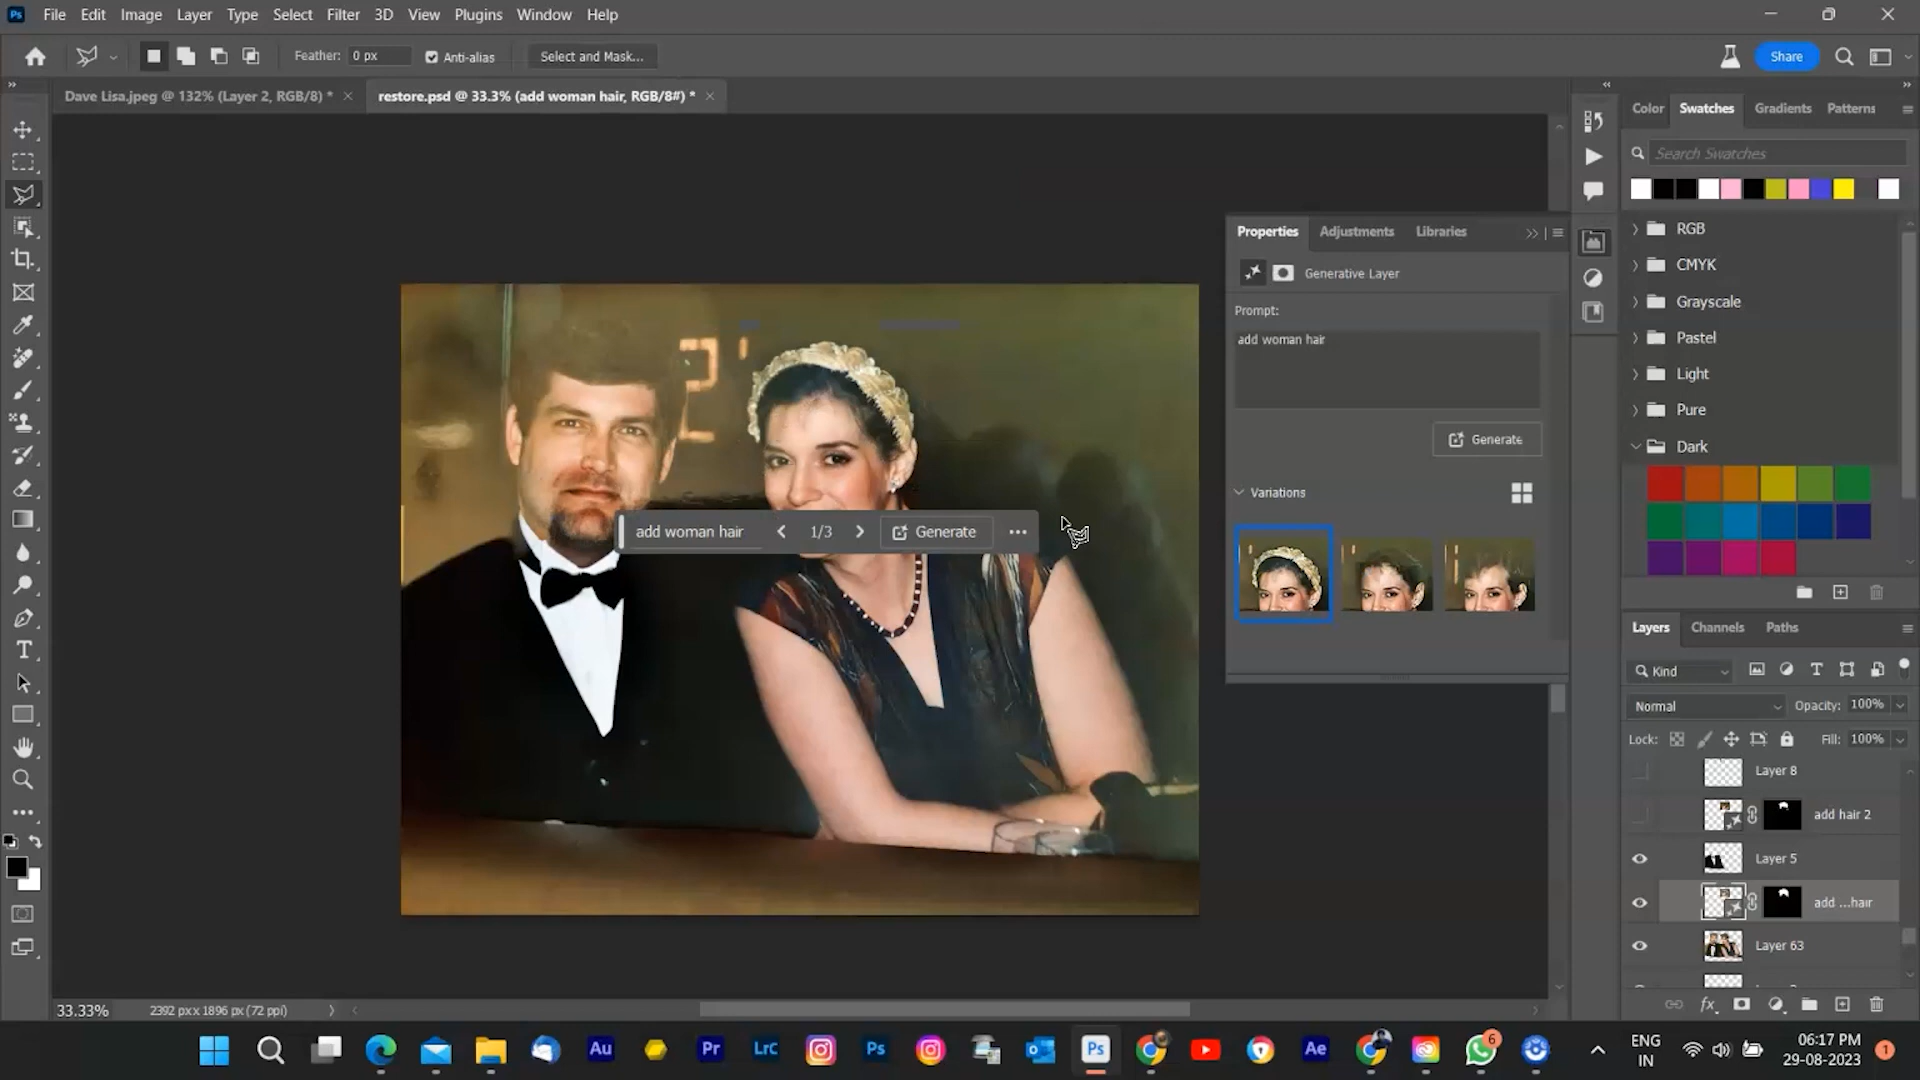 Ps File Edit Image Layer Type Select Filter 3D View Plugins Window Help
Feather: 0 px Anti-alias Select and Mask... Share
Dave Lisa.jpeg @ 132% (Layer 2, RGB/8) * × restore.psd @ 33.3% (add woman hair, RGB/8#) * ×
Color Swatches Gradients Patterns
Search Swatches
RGB
CMYK
Grayscale
Pastel
Light
Pure
Dark
Properties Adjustments Libraries
Generative Layer
Prompt:
add woman hair
Generate
Variations
2'
add woman hair 1/3 Generate ...
Layers Channels Paths
Kind
Normal Opacity: 100%
Lock: Fill: 100%
Layer 8
add hair 2
Layer 5
add ...hair
Layer 63
33.33% 2392 px x 1896 px (72 ppi)
Au Pr LrC Ps Ps Ae 6
ENG
IN
06:17 PM
29-08-2023
1